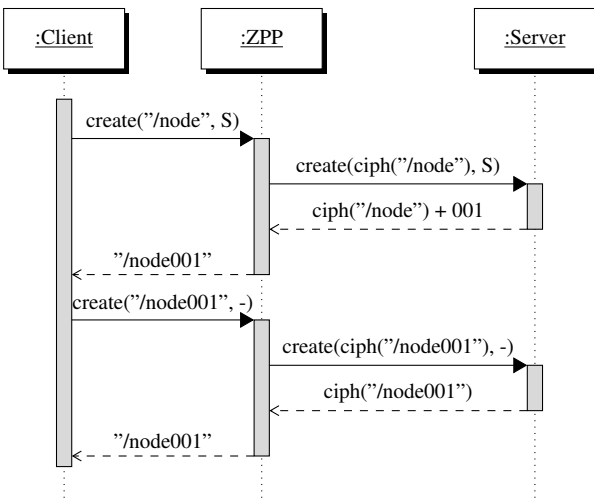 :Client
:ZPP
:Server
create(”/node”, S)
create(ciph(”/node”), S)
ciph(”/node”) + 001
”/node001”
create(”/node001”, -)
create(ciph(”/node001”), -)
ciph(”/node001”)
”/node001”